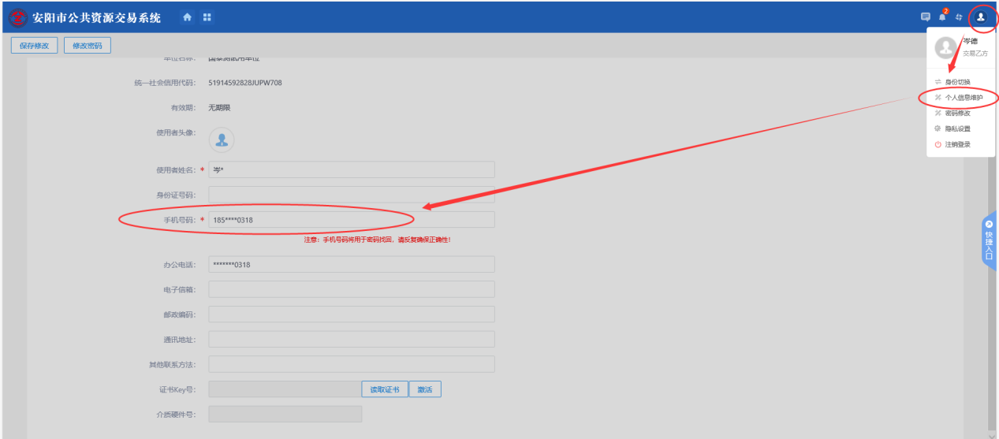 安阳市公共资源交易系统
2
保存修改
修改密码
岑德
交易乙方
身份切换
个人信息维护
密码修改
隐私设置
注销登录
单位名称： 国泰测试用单位
统一社会信用代码： 51914592828JUPW708
有效期： 无期限
使用者头像：
使用者姓名： * 岑*
身份证号码：
手机号码： * 185****0318
注意：手机号码将用于密码找回，请反复确保正确性！
办公电话： *******0318
电子信箱：
邮政编码：
通讯地址：
其他联系方法：
证书Key号： 读取证书 激活
介质硬件号：
快捷入口